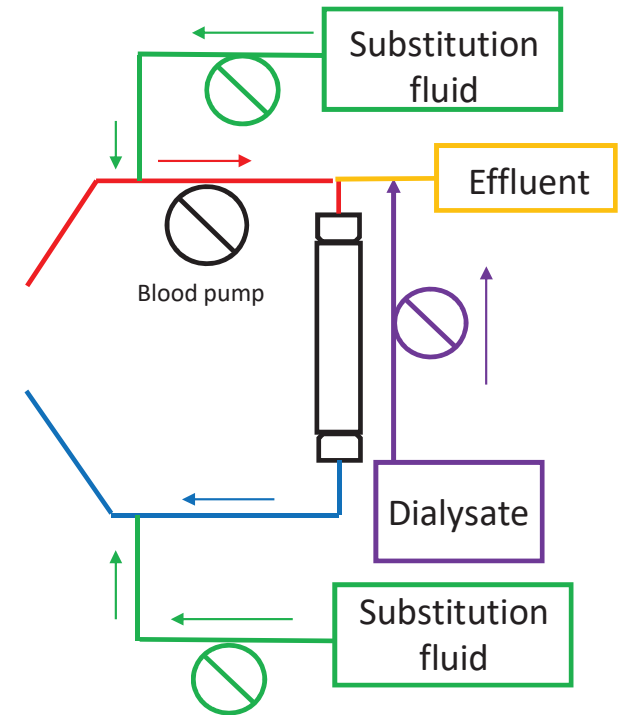 Substitution
fluid
Effluent
Blood pump
Dialysate
Substitution
fluid